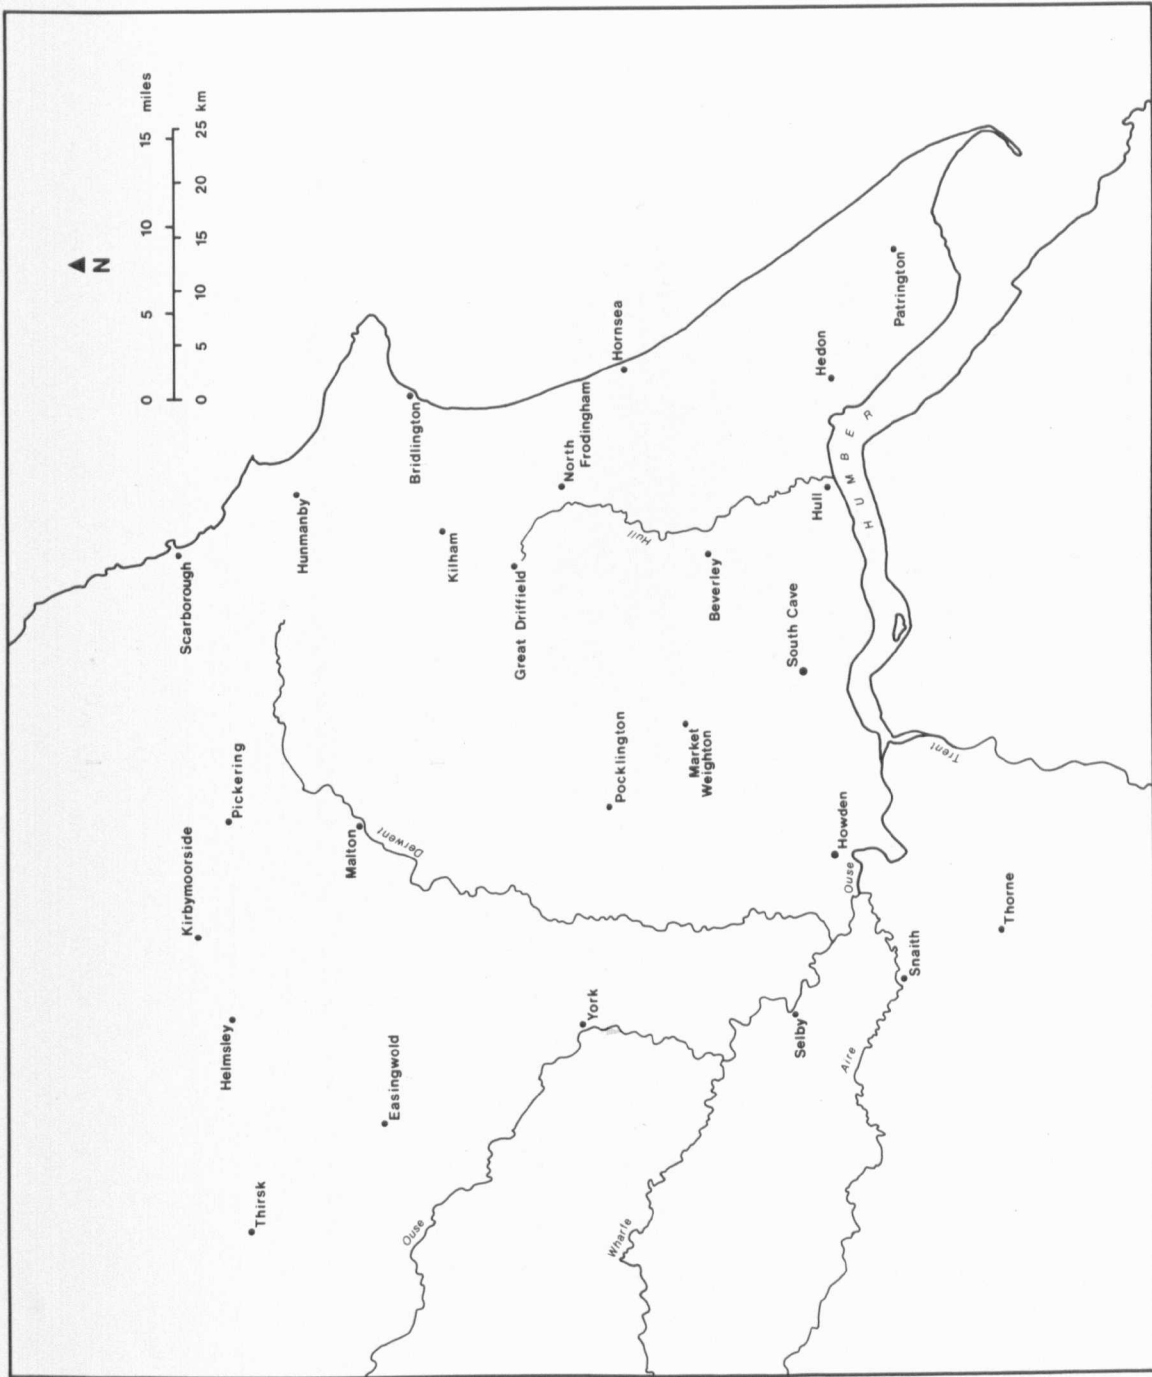 N
0 5 10 15 miles
0 5 10 15 20 25 km
Scarborough
Kirbymoorside
Pickering
Helmsley
Thirsk
Hunmanby
Malton
Derwent
Easingwold
Bridlington
Kilham
Ouse
Great Driffield
North
Frodingham
York
Pocklington
Hornsea
Wharfe
Hull
Market
Weighton
Beverley
Selby
South Cave
Hull
Hedon
HUMBER
Howden
Ouse
Aire
Patrington
Snaith
Trent
Thorne